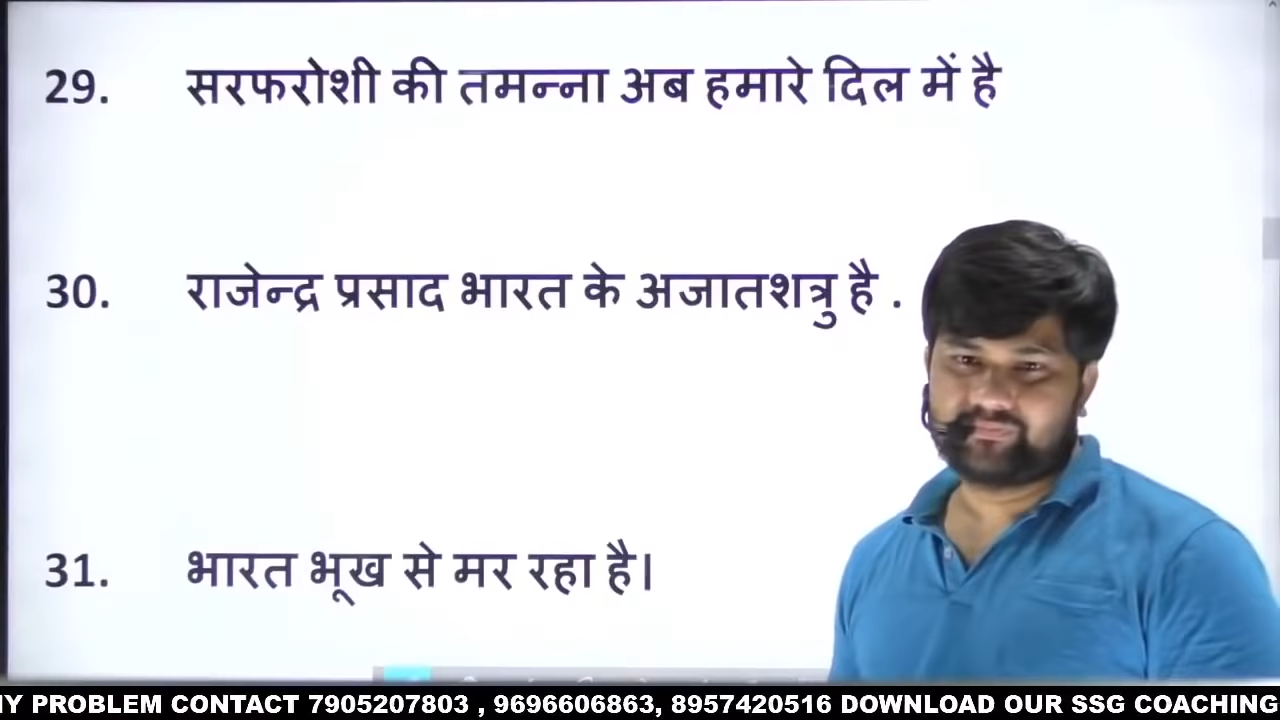 29. सरफरोशी की तमन्ना अब हमारे दिल में है
30. राजेन्द्र प्रसाद भारत के अजातशत्रु है .
31. भारत भूख से मर रहा है।
PROBLEM CONTACT 7905207803 , 9696606863, 8957420516 DOWNLOAD OUR SSG COACHING